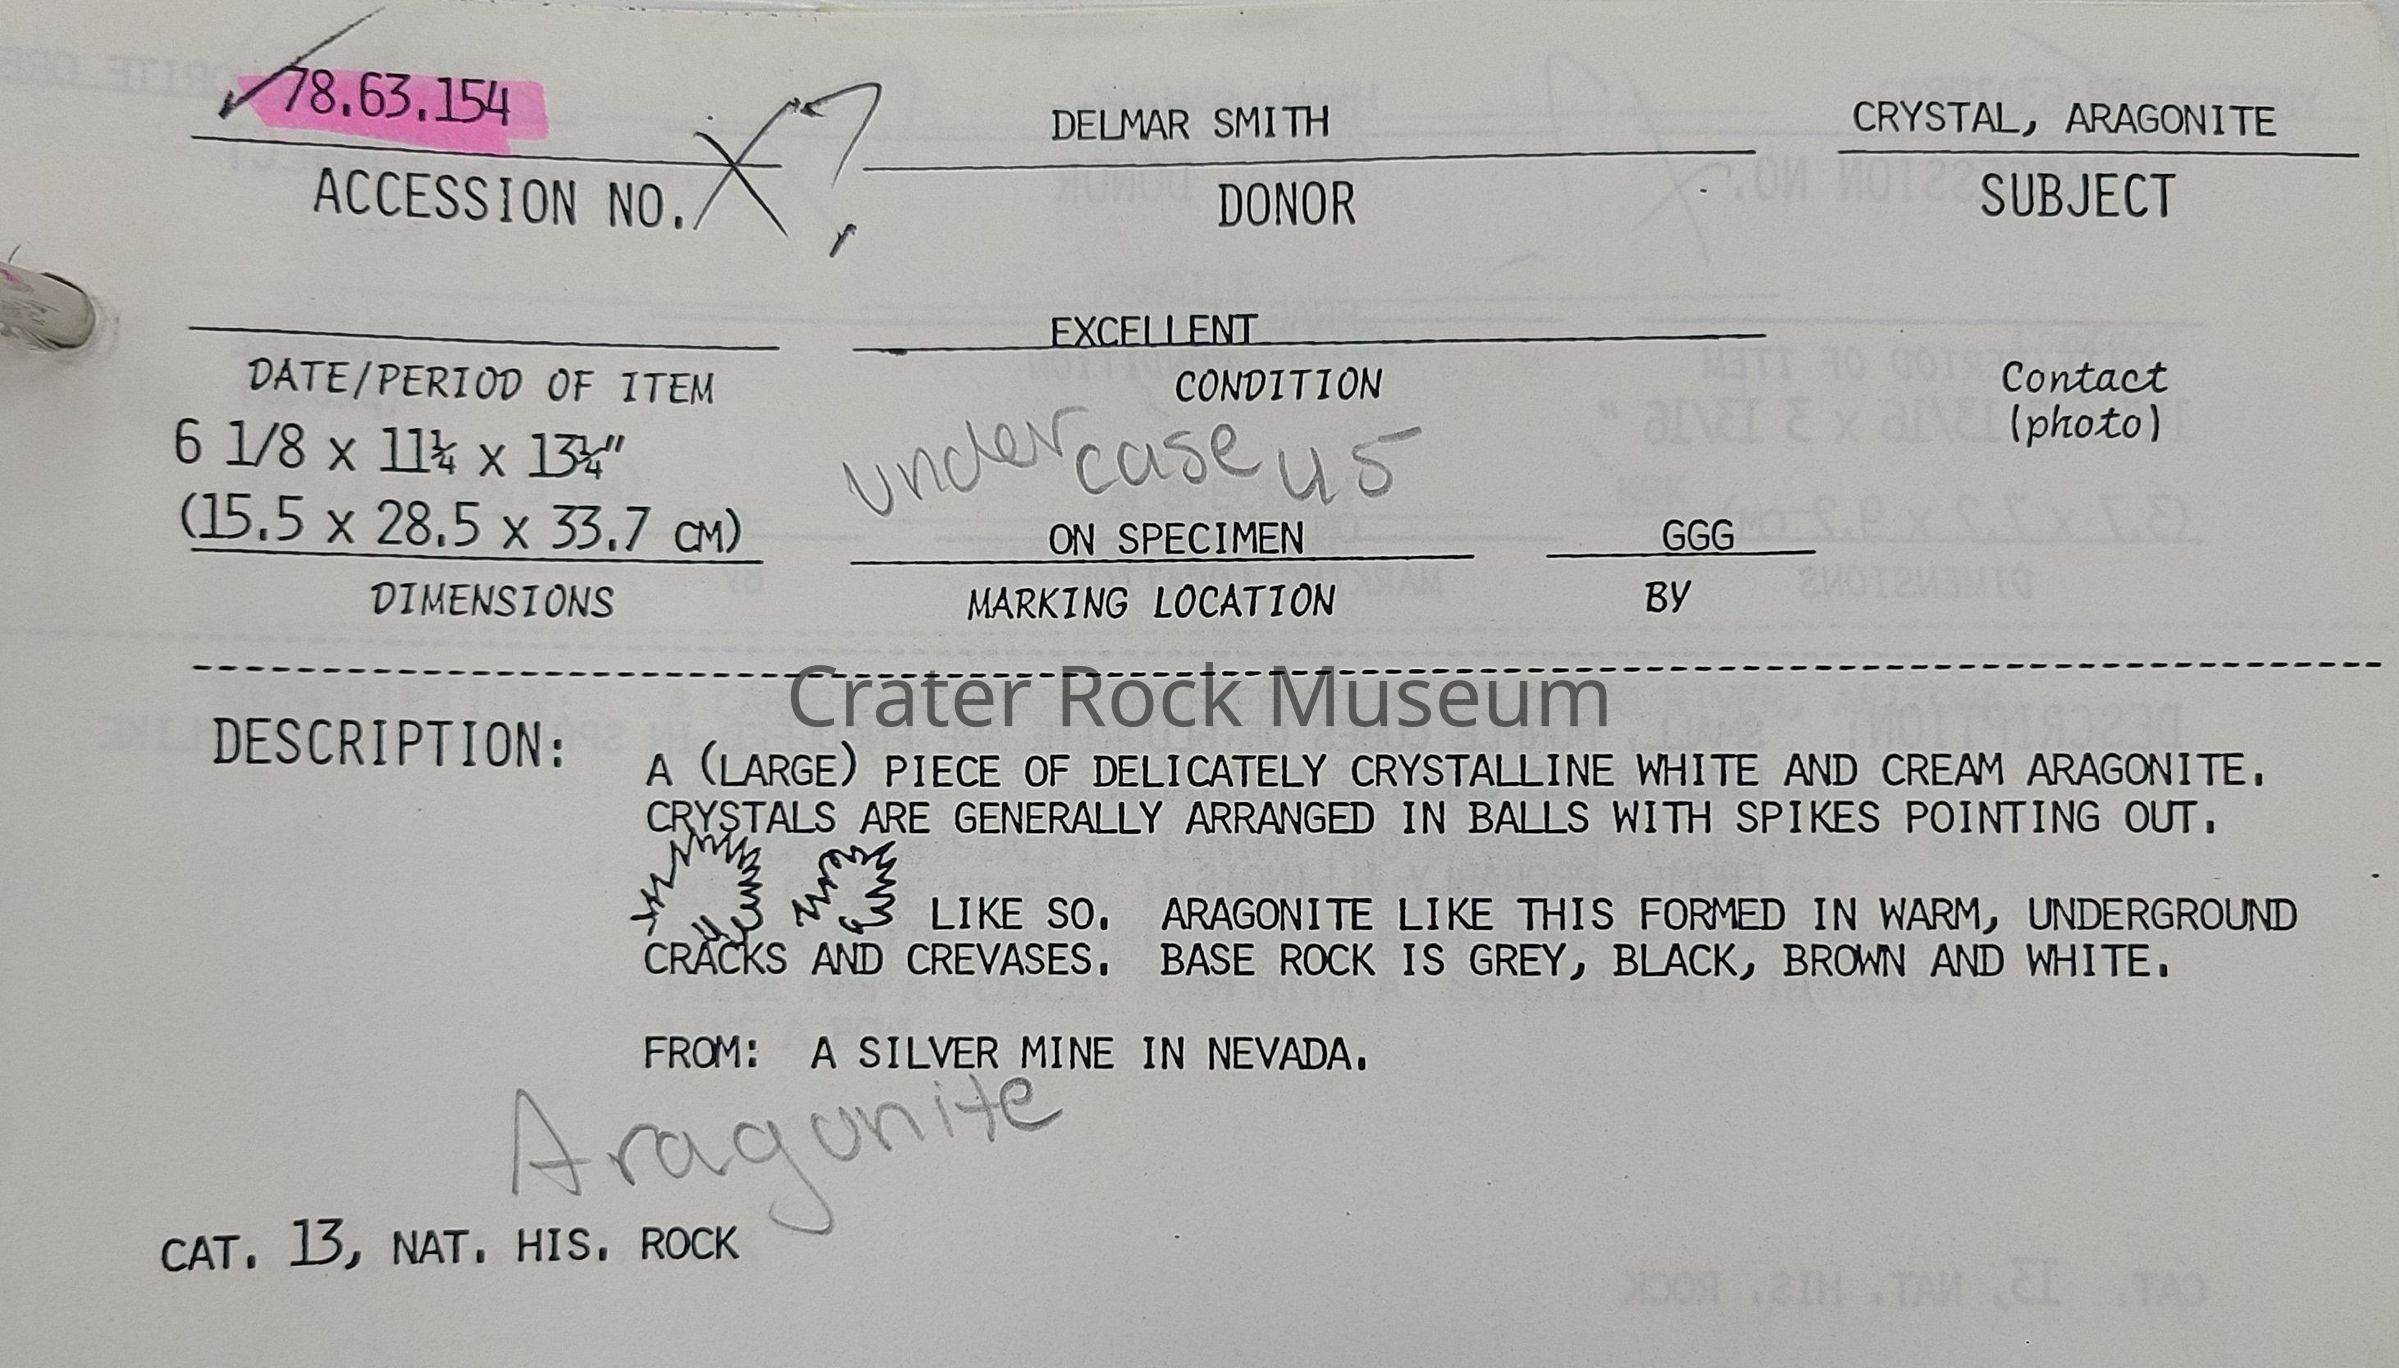 78.63.154
DELMAR SMITH
CRYSTAL, ARAGONITE
ACCESSION NO.
X
?
DONOR
SUBJECT
EXCELLENT
DATE/PERIOD OF ITEM
CONDITION
Contact
(photo)
6 1/8 x 11¼ x 13¼"
under case U5
(15.5 x 28.5 x 33.7 CM)
ON SPECIMEN
GGG
DIMENSIONS
MARKING LOCATION
BY
Crater Rock Museum
DESCRIPTION:
A (LARGE) PIECE OF DELICATELY CRYSTALLINE WHITE AND CREAM ARAGONITE.
CRYSTALS ARE GENERALLY ARRANGED IN BALLS WITH SPIKES POINTING OUT.
LIKE SO. ARAGONITE LIKE THIS FORMED IN WARM, UNDERGROUND
CRACKS AND CREVASES. BASE ROCK IS GREY, BLACK, BROWN AND WHITE.
FROM: A SILVER MINE IN NEVADA.
Aragonite
CAT. 13, NAT. HIS. ROCK